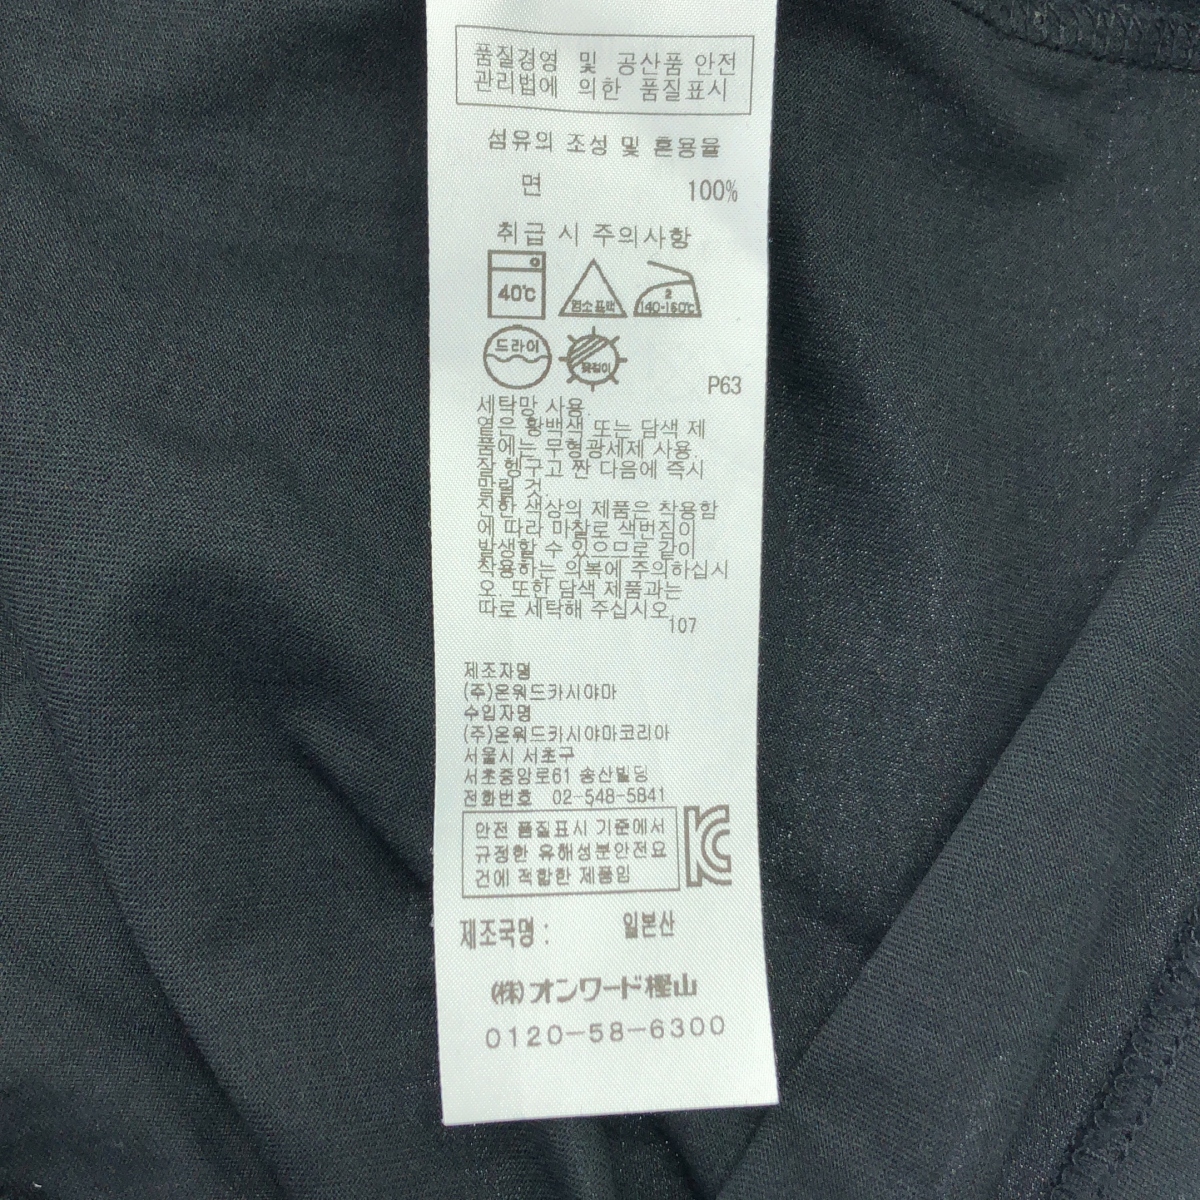 품질경영 및 공산품 안전
관리법에 의한 품질표시
섬유의 조성 및 혼용율
면 100%
취급 시 주의사항
40℃ 염소표백 2 140-160℃
드라이
P63
세탁망 사용.
옅은 황백색 또는 담색 제
품에는 무형광세제 사용.
잘 헹구고 짠 다음에 즉시
말릴 것.
진한 색상의 제품은 착용함
에 따라 마찰로 색번짐이
발생할 수 있으므로 같이
착용하는 의복에 주의하십시
오. 또한 담색 제품과는
따로 세탁해 주십시오.
107
제조자명
(주)온워드카시야마
수입자명
(주)온워드카시야마코리아
서울시 서초구
서초중앙로61 송산빌딩
전화번호 02-548-5841
안전 품질표시 기준에서
규정한 유해성분안전요
건에 적합한 제품임
KC
제조국명 : 일본산
㈱オンワード樫山
0120-58-6300